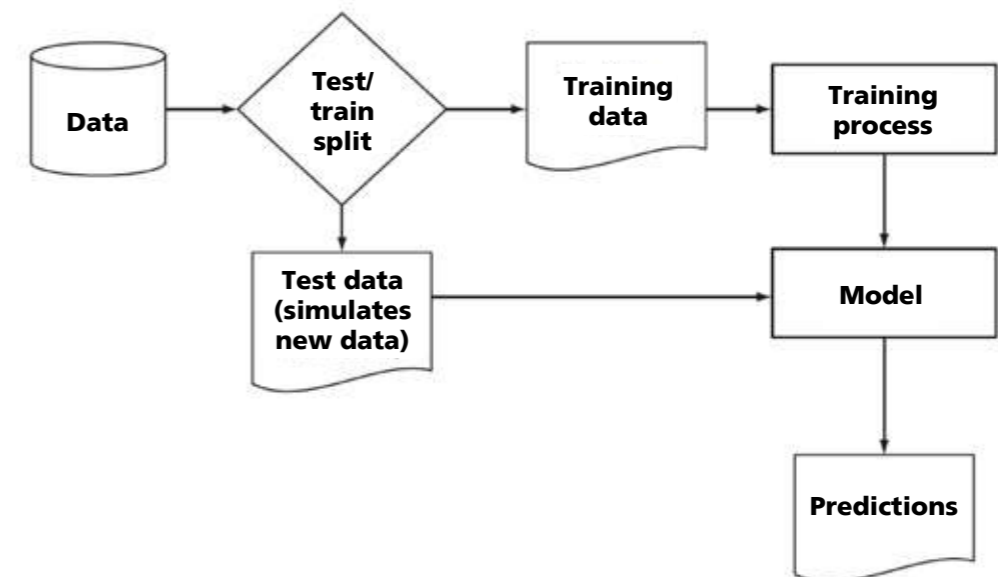 Data
Test/
train
split
Training
data
Training
process
Test data
(simulates
new data)
Model
Predictions